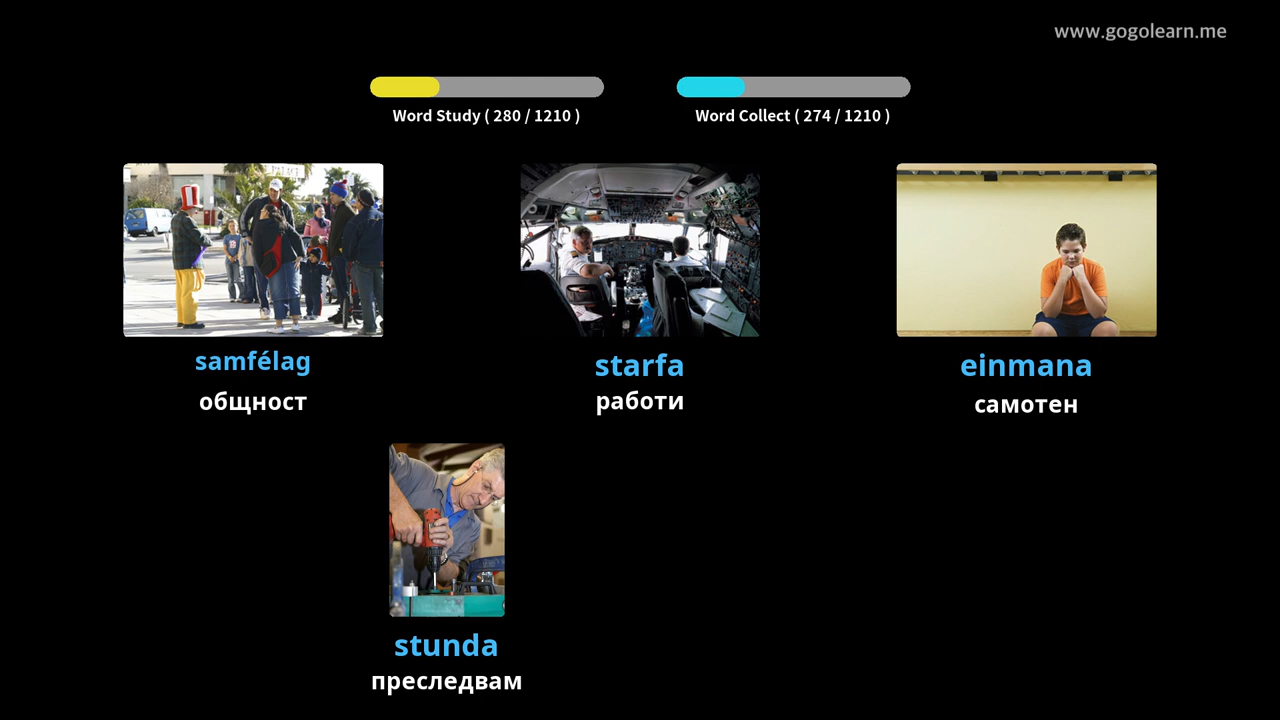 www.gogolearn.me
Word Study ( 280 / 1210 )
Word Collect ( 274 / 1210 )
samfélag
общност
starfa
работи
einmana
самотен
stunda
преследвам